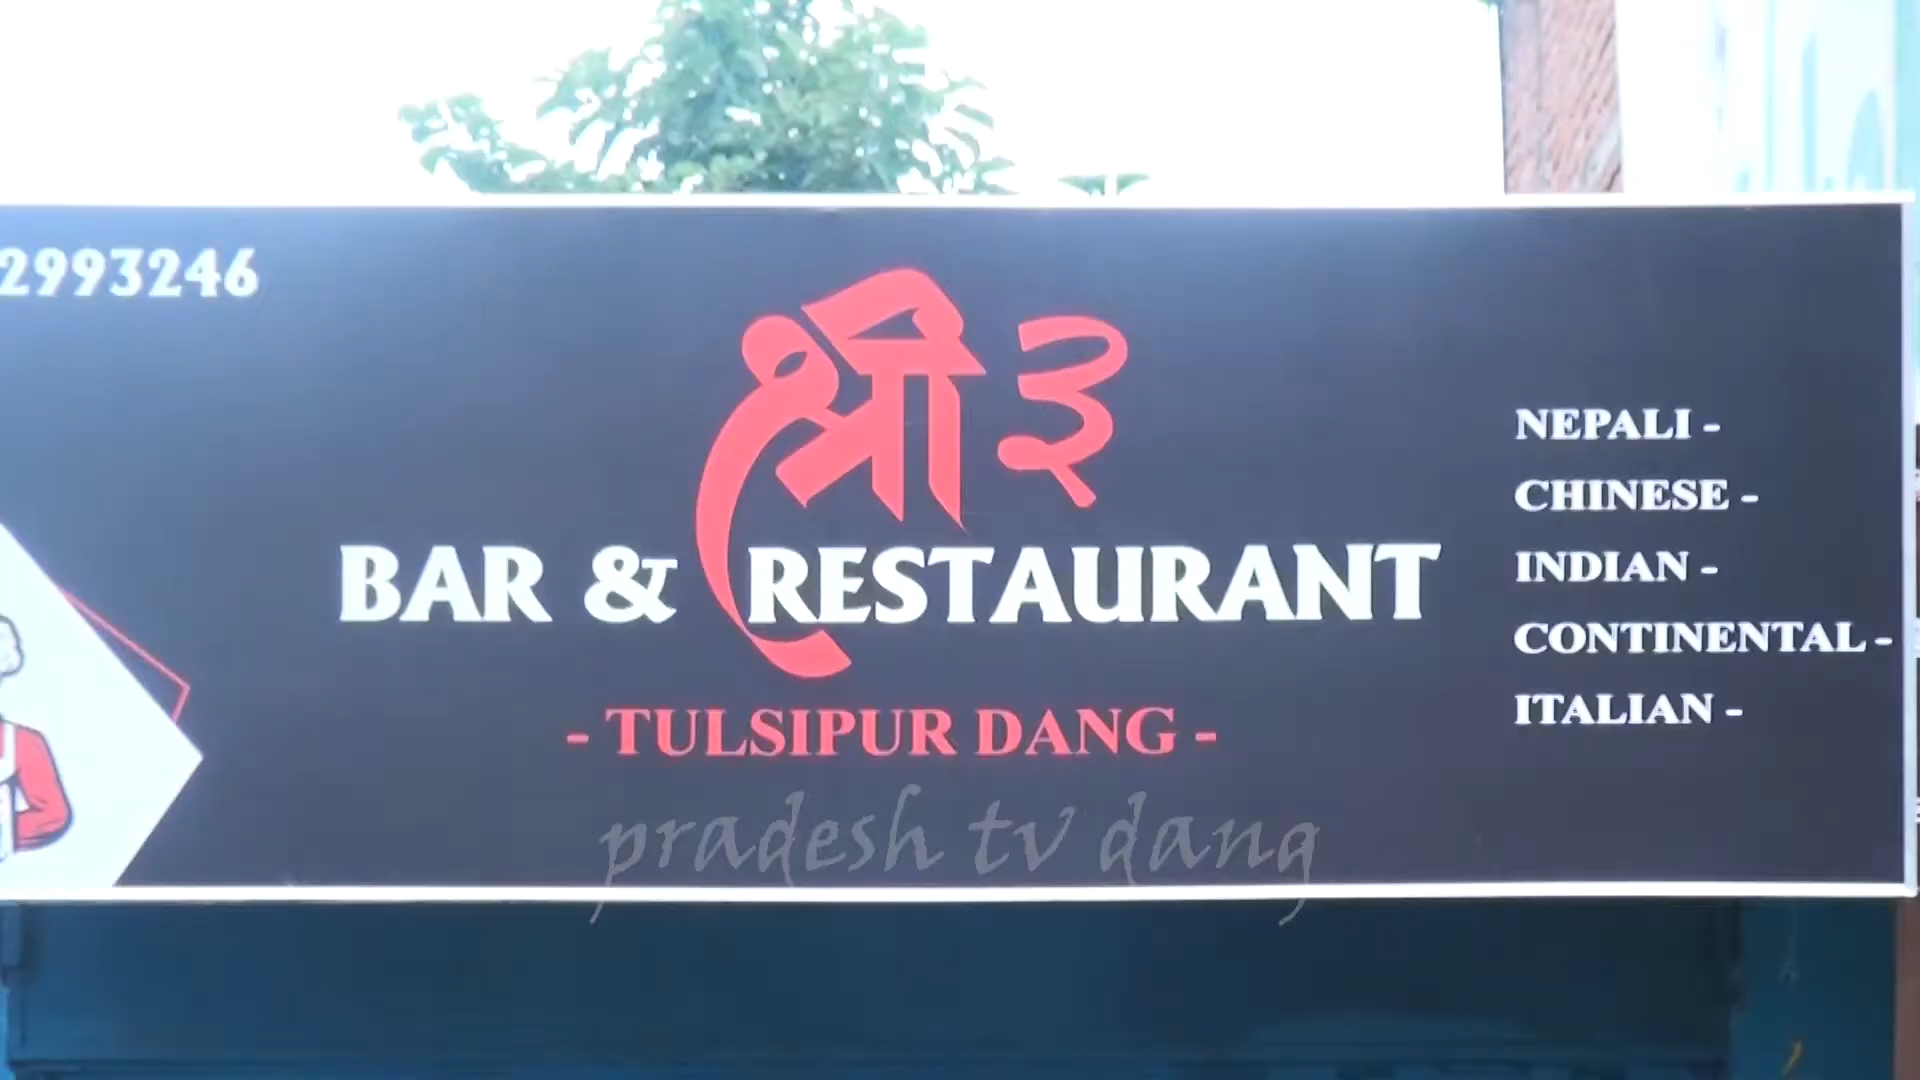 2993246
श्री ३
BAR & RESTAURANT
- TULSIPUR DANG -
NEPALI -
CHINESE -
INDIAN -
CONTINENTAL -
ITALIAN -
pradesh tv dang